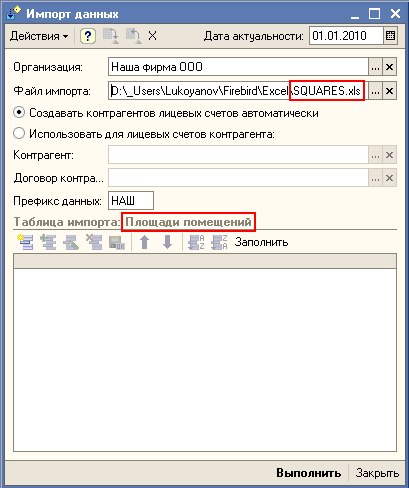 Импорт данных
Действия ? Дата актуальности: 01.01.2010
Организация: Наша Фирма ООО ... ×
Файл импорта: D:\_Users\Lukoyanov\Firebird\Excel\SQUARES.xls ... ×
Создавать контрагентов лицевых счетов автоматически
Использовать для лицевых счетов контрагента:
Контрагент: ... ×
Договор контра... ... ×
Префикс данных: НАШ
Таблица импорта: Площади помещений
Заполнить
Выполнить Закрыть